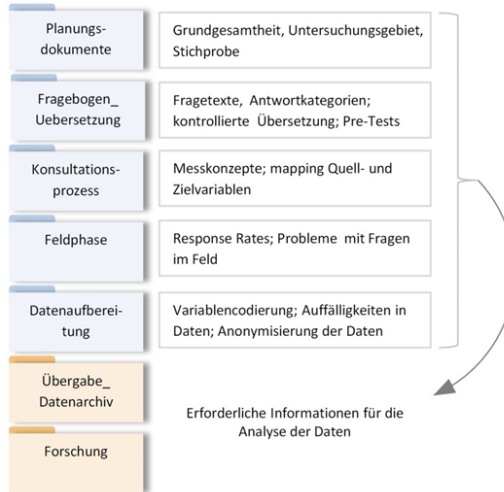 Planungs-
dokumente
Grundgesamtheit, Untersuchungsgebiet,
Stichprobe
Fragebogen_
Uebersetzung
Fragetexte, Antwortkategorien;
kontrollierte Übersetzung; Pre-Tests
Konsultations-
prozess
Messkonzepte; mapping Quell- und
Zielvariablen
Feldphase
Response Rates; Probleme mit Fragen
im Feld
Datenaufberei-
tung
Variablencodierung; Auffälligkeiten in
Daten; Anonymisierung der Daten
Übergabe_
Datenarchiv
Erforderliche Informationen für die
Analyse der Daten
Forschung